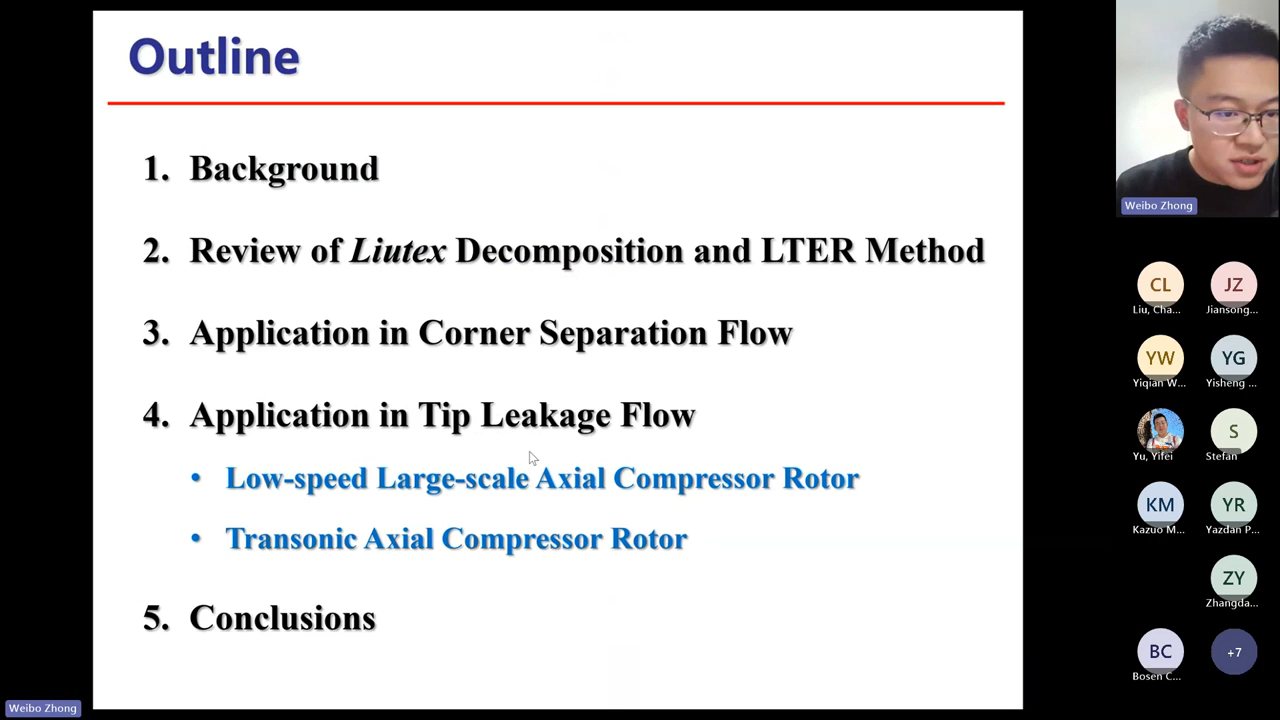 Outline
1. Background
2. Review of Liutex Decomposition and LTER Method
3. Application in Corner Separation Flow
4. Application in Tip Leakage Flow
• Low-speed Large-scale Axial Compressor Rotor
• Transonic Axial Compressor Rotor
5. Conclusions
Weibo Zhong
Weibo Zhong
CL
Liu, Cha...
JZ
Jiansong...
YW
Yiqian W...
YG
Yisheng ...
Yu, Yifei
S
Stefan
KM
Kazuo M...
YR
Yazdan P...
ZY
Zhangda...
BC
Bosen C...
+7